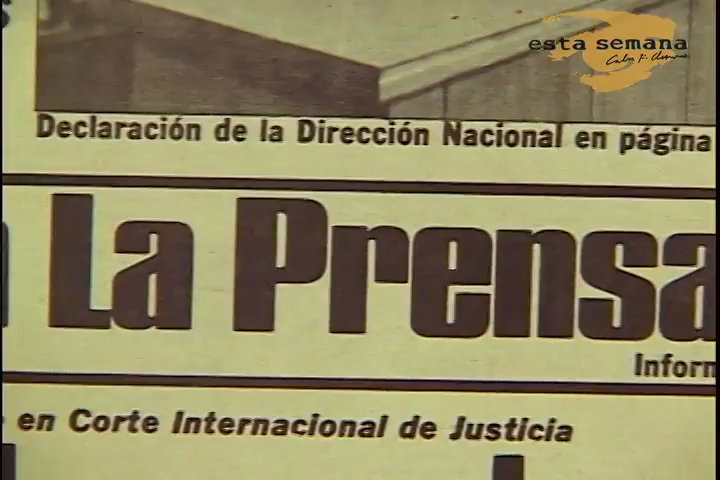 esta semana
Declaración de la Dirección Nacional en página
La Prensa
Inform
en Corte Internacional de Justicia